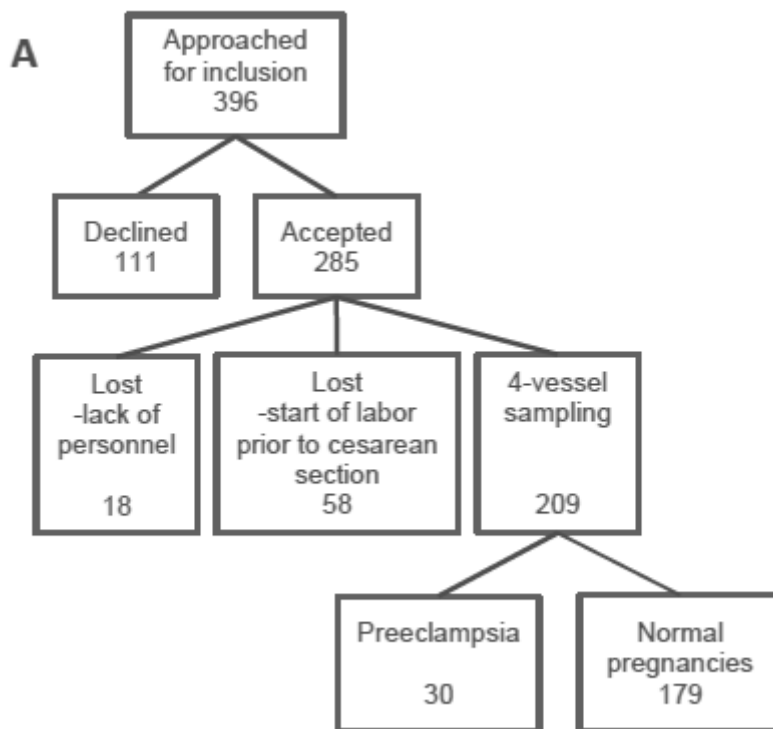 A
Approached
for inclusion
396
Declined
111
Accepted
285
Lost
-lack of
personnel
18
Lost
-start of labor
prior to cesarean
section
58
4-vessel
sampling
209
Preeclampsia
30
Normal
pregnancies
179